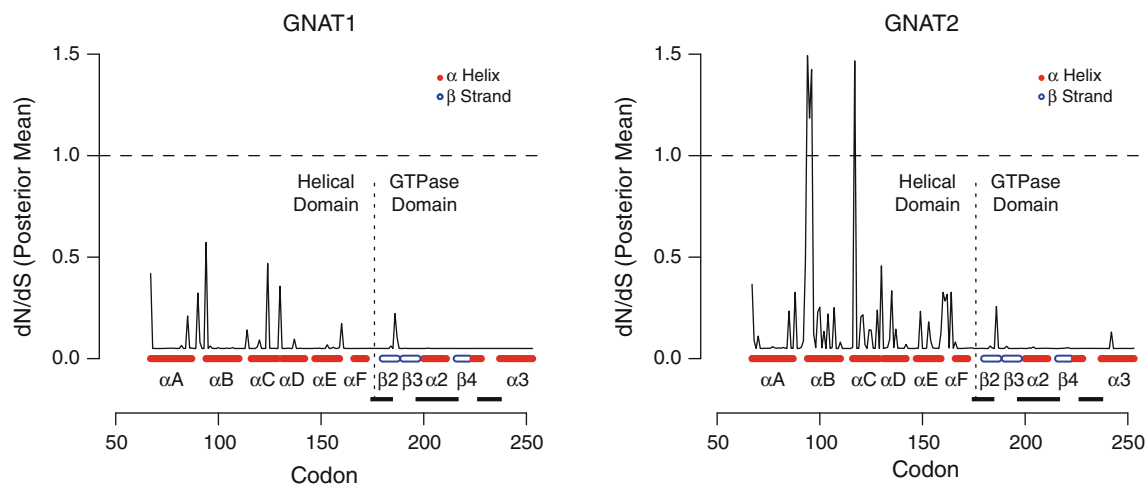 GNAT1
1.5
1.0
0.5
0.0
dN/dS (Posterior Mean)
α Helix
β Strand
Helical
Domain
GTPase
Domain
αA αB αC αD αE αF β2 β3 α2 β4 α3
50 100 150 200 250
Codon
GNAT2
1.5
1.0
0.5
0.0
dN/dS (Posterior Mean)
α Helix
β Strand
Helical
Domain
GTPase
Domain
αA αB αC αD αE αF β2 β3 α2 β4 α3
50 100 150 200 250
Codon